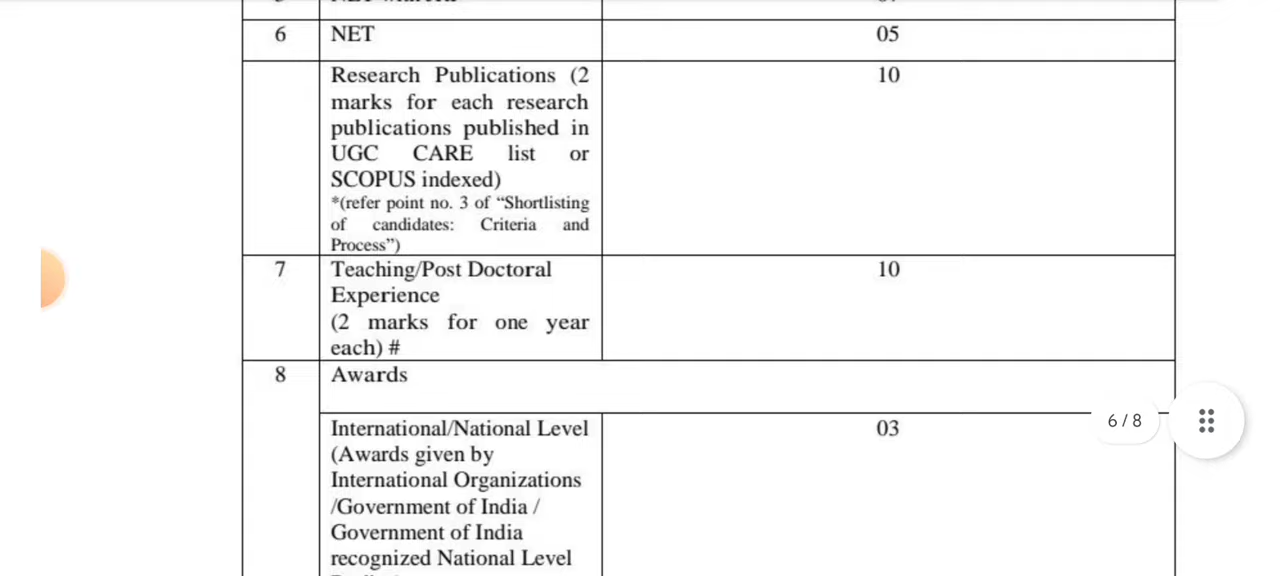 6 NET 05
Research Publications (2 10
marks for each research
publications published in
UGC CARE list or
SCOPUS indexed)
*(refer point no. 3 of “Shortlisting
of candidates: Criteria and
Process”)
7 Teaching/Post Doctoral 10
Experience
(2 marks for one year
each) #
8 Awards
International/National Level 03
(Awards given by
International Organizations
/Government of India /
Government of India
recognized National Level
6 / 8